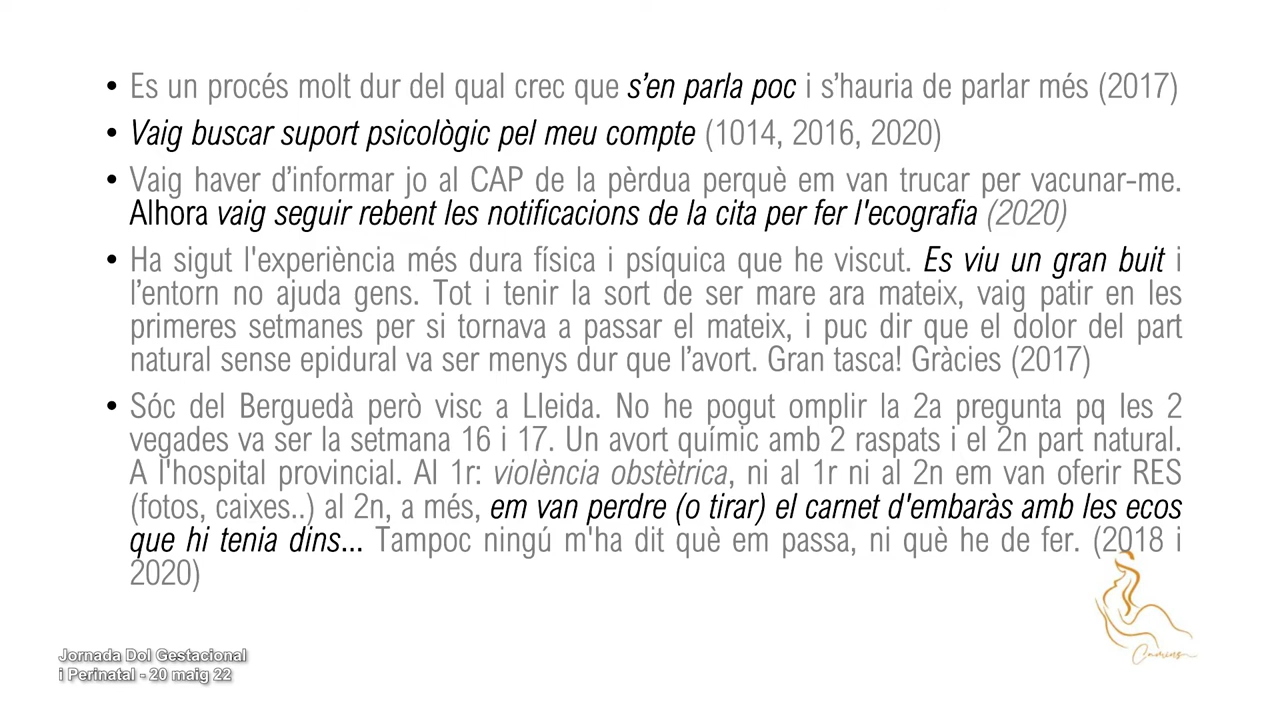 • Es un procés molt dur del qual crec que s’en parla poc i s’hauria de parlar més (2017)
• Vaig buscar suport psicològic pel meu compte (1014, 2016, 2020)
• Vaig haver d’informar jo al CAP de la pèrdua perquè em van trucar per vacunar-me.
Alhora vaig seguir rebent les notificacions de la cita per fer l'ecografia (2020)
• Ha sigut l'experiència més dura física i psíquica que he viscut. Es viu un gran buit i
l’entorn no ajuda gens. Tot i tenir la sort de ser mare ara mateix, vaig patir en les
primeres setmanes per si tornava a passar el mateix, i puc dir que el dolor del part
natural sense epidural va ser menys dur que l’avort. Gran tasca! Gràcies (2017)
• Sóc del Berguedà però visc a Lleida. No he pogut omplir la 2a pregunta pq les 2
vegades va ser la setmana 16 i 17. Un avort químic amb 2 raspats i el 2n part natural.
A l'hospital provincial. Al 1r: violència obstètrica, ni al 1r ni al 2n em van oferir RES
(fotos, caixes..) al 2n, a més, em van perdre (o tirar) el carnet d'embaràs amb les ecos
que hi tenia dins... Tampoc ningú m'ha dit què em passa, ni què he de fer. (2018 i
2020)
Camins
Jornada Dol Gestacional
i Perinatal - 20 maig 22